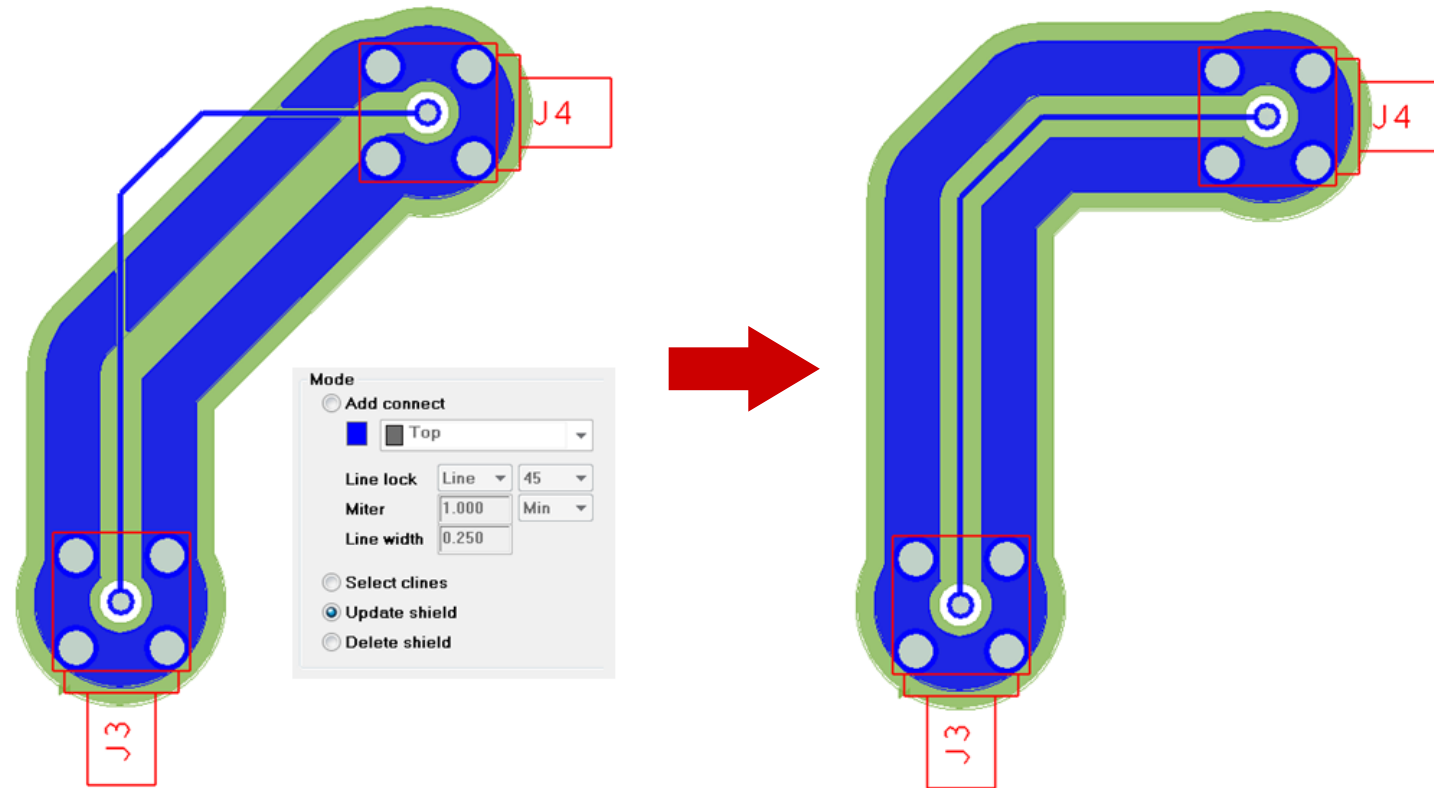 J4
J4
Mode
Add connect
Top
Line lock Line 45
Miter 1.000 Min
Line width 0.250
Select clines
Update shield
Delete shield
J3
J3